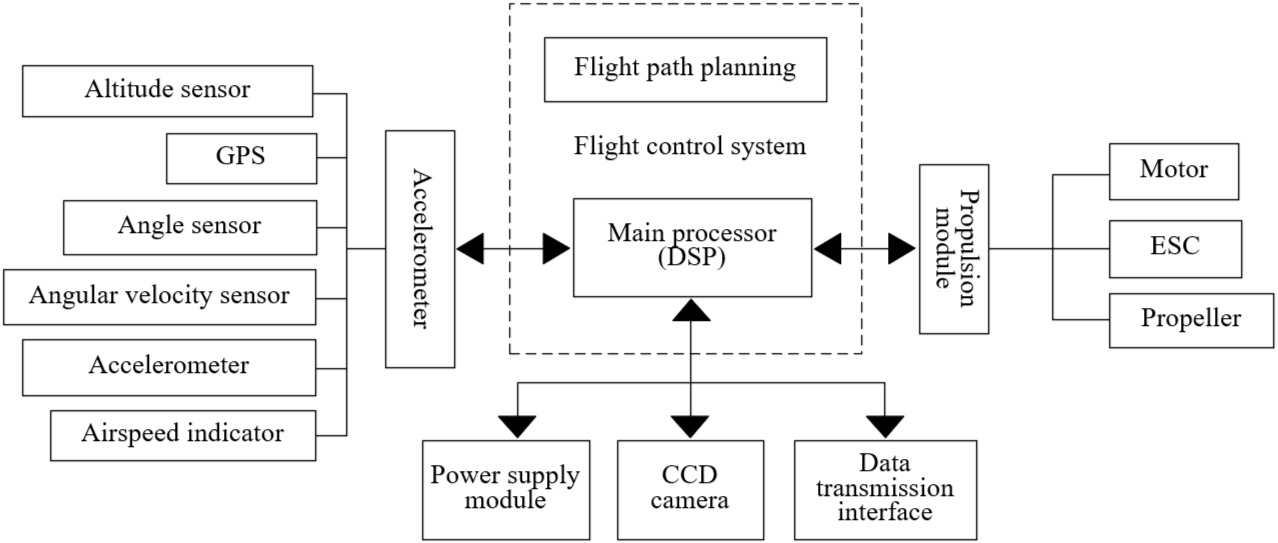 Flight path planning
Flight control system
Main processor
(DSP)
Altitude sensor
GPS
Angle sensor
Angular velocity sensor
Accelerometer
Airspeed indicator
Accelerometer
Propulsion
module
Motor
ESC
Propeller
Power supply
module
CCD
camera
Data
transmission
interface